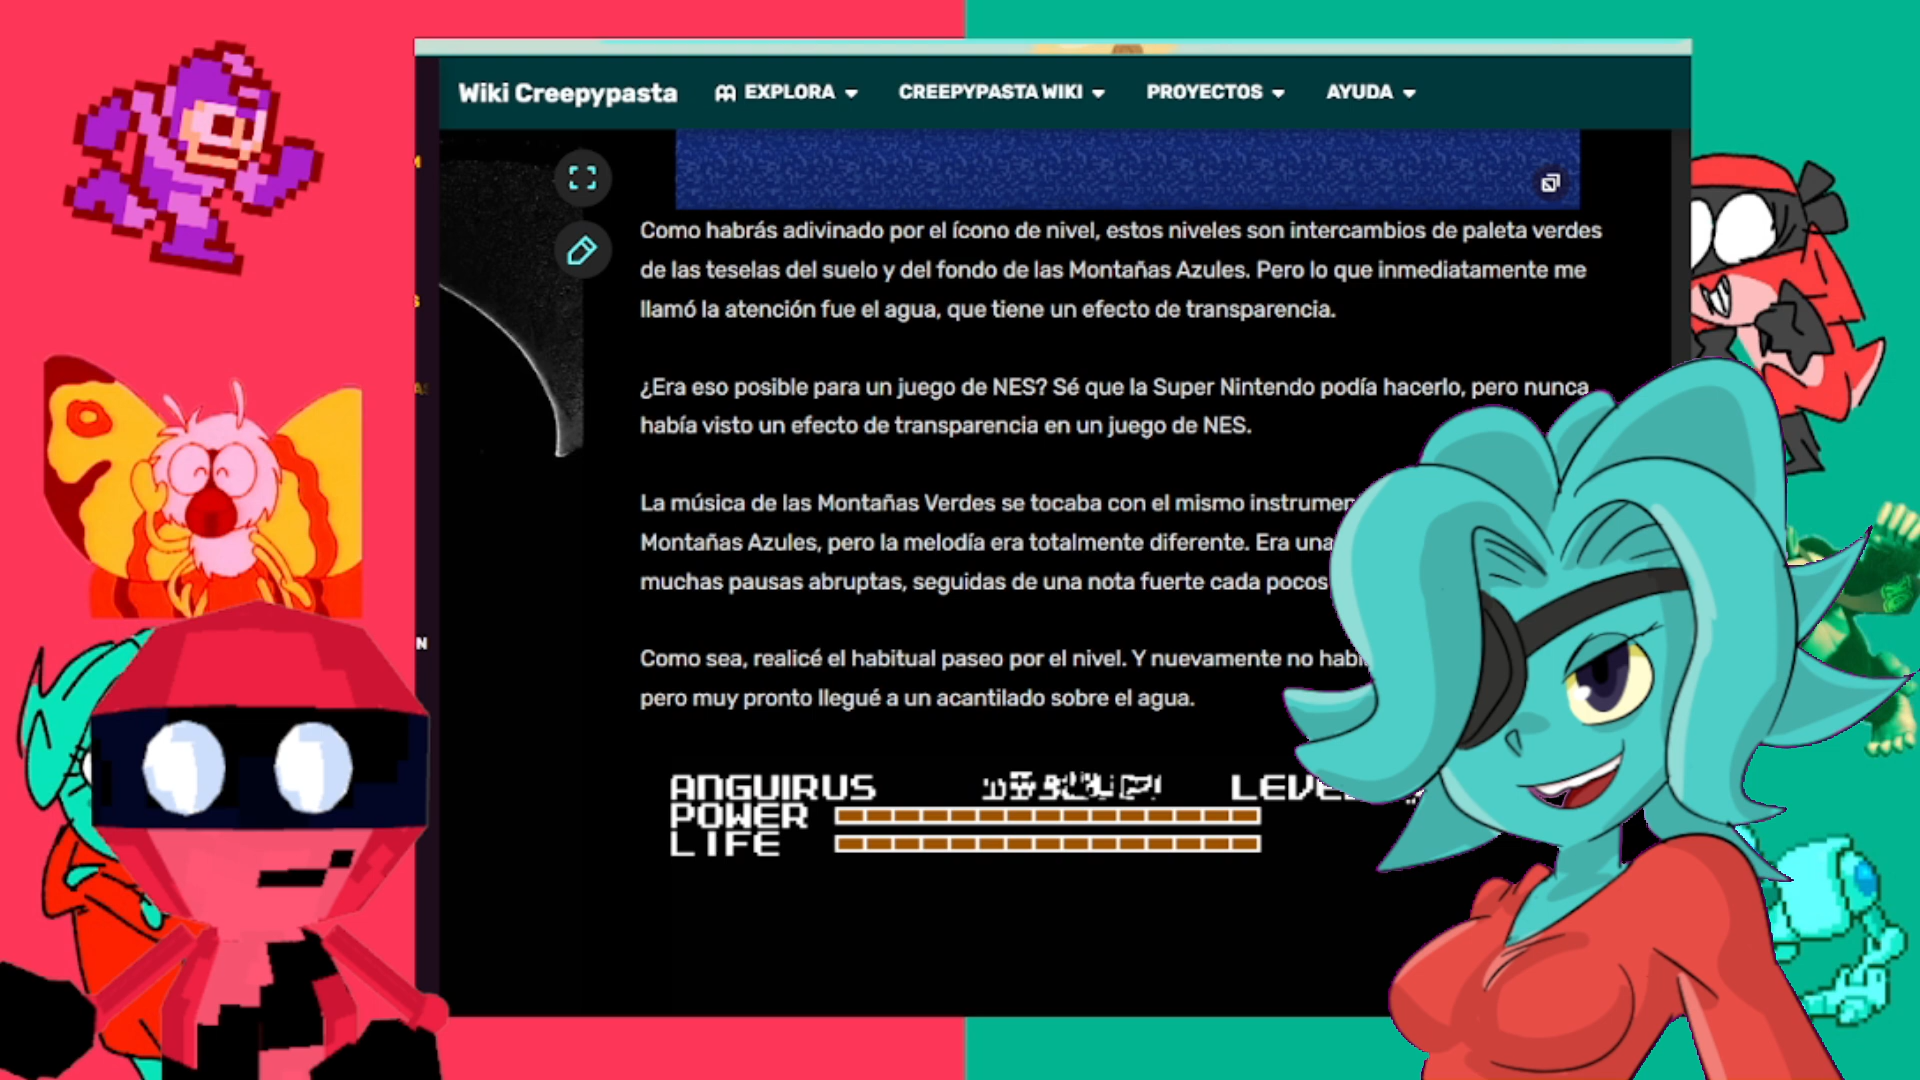 Wiki Creepypasta EXPLORA CREEPYPASTA WIKI PROYECTOS AYUDA
Como habrás adivinado por el ícono de nivel, estos niveles son intercambios de paleta verdes
de las teselas del suelo y del fondo de las Montañas Azules. Pero lo que inmediatamente me
llamó la atención fue el agua, que tiene un efecto de transparencia.
¿Era eso posible para un juego de NES? Sé que la Super Nintendo podía hacerlo, pero nunca
había visto un efecto de transparencia en un juego de NES.
La música de las Montañas Verdes se tocaba con el mismo
Montañas Azules, pero la melodía era totalmente diferente. Era una
muchas pausas abruptas, seguidas de una nota fuerte cada pocos
N
Como sea, realicé el habitual paseo por el nivel. Y nuevamente no
pero muy pronto llegué a un acantilado sobre el agua.
ANGUIRUS
POWER
LIFE